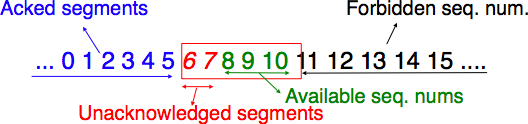 Acked segments
Forbidden seq. num.
... 0 1 2 3 4 5 6 7 8 9 10 11 12 13 14 15 ....
Available seq. nums
Unacknowledged segments